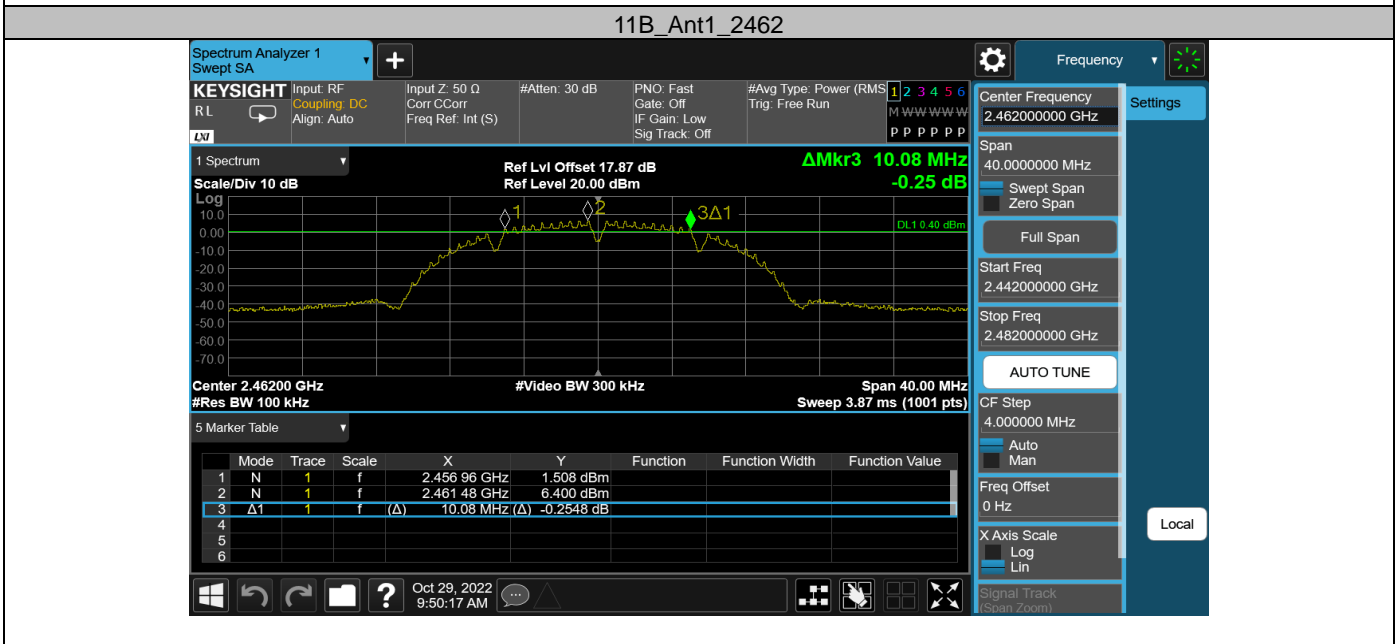 11B_Ant1_2462
Spectrum Analyzer 1
Swept SA
Frequency
KEYSIGHT
R L
LXI
Input: RF
Coupling: DC
Align: Auto
Input Z: 50 Ω
Corr CCorr
Freq Ref: Int (S)
#Atten: 30 dB
PNO: Fast
Gate: Off
IF Gain: Low
Sig Track: Off
#Avg Type: Power (RMS
Trig: Free Run
1 2 3 4 5 6
M W W W W W
P P P P P P
1 Spectrum
Scale/Div 10 dB
Ref Lvl Offset 17.87 dB
Ref Level 20.00 dBm
ΔMkr3 10.08 MHz
-0.25 dB
Log
10.0
0.00
-10.0
-20.0
-30.0
-40.0
-50.0
-60.0
-70.0
1
2
3Δ1
DL1 0.40 dBm
Center 2.46200 GHz
#Video BW 300 kHz
Span 40.00 MHz
#Res BW 100 kHz
Sweep 3.87 ms (1001 pts)
5 Marker Table
Mode Trace Scale X Y Function Function Width Function Value
1 N 1 f 2.456 96 GHz 1.508 dBm
2 N 1 f 2.461 48 GHz 6.400 dBm
3 Δ1 1 f (Δ) 10.08 MHz (Δ) -0.2548 dB
4
5
6
Oct 29, 2022
9:50:17 AM
Center Frequency
2.462000000 GHz
Settings
Span
40.0000000 MHz
Swept Span
Zero Span
Full Span
Start Freq
2.442000000 GHz
Stop Freq
2.482000000 GHz
AUTO TUNE
CF Step
4.000000 MHz
Auto
Man
Freq Offset
0 Hz
Local
X Axis Scale
Log
Lin
Signal Track
(Span Zoom)